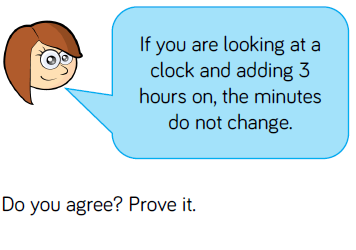 If you are looking at a
clock and adding 3
hours on, the minutes
do not change.
Do you agree? Prove it.